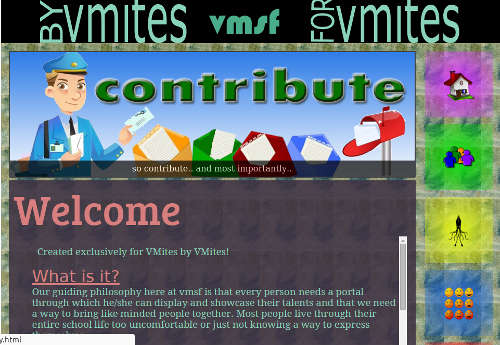 BY vmites vmsf FOR vmites
contribute
so contribute.. and most importantly..
Welcome
Created exclusively for VMites by VMites!
What is it?
Our guiding philosophy here at vmsf is that every person needs a portal
through which he/she can display and showcase their talents and that we need
a way to bring like minded people together. Most people live through their
entire school life too uncomfortable or just not knowing a way to express
y.html